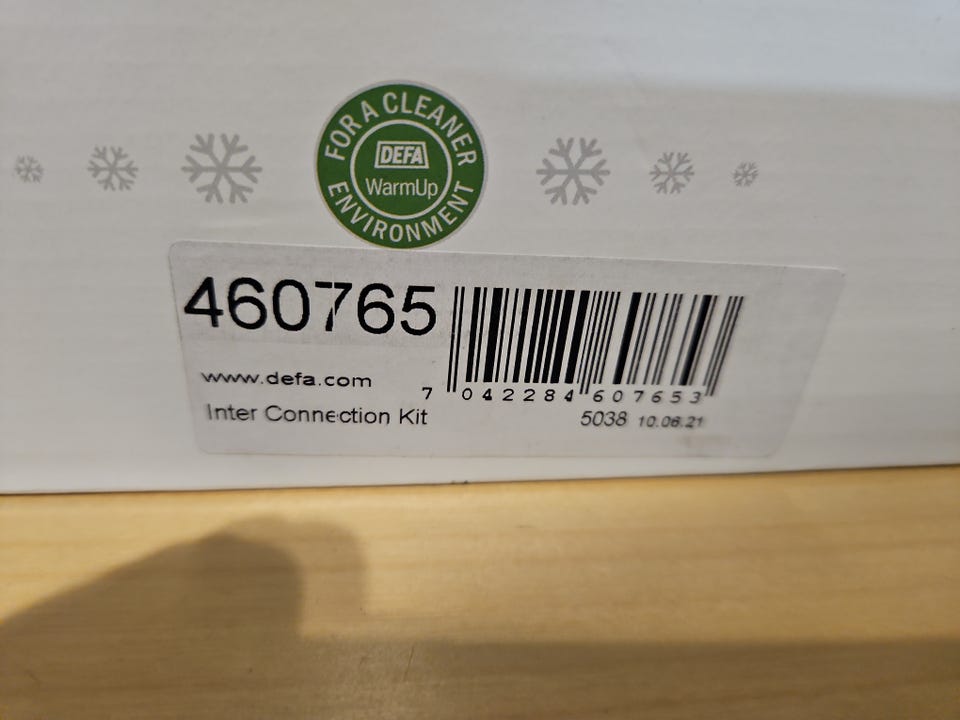 FOR A CLEANER
DEFA
WarmUp
ENVIRONMENT
460765
www.defa.com
Inter Connection Kit
7 042284 607653
5038 10.06.21